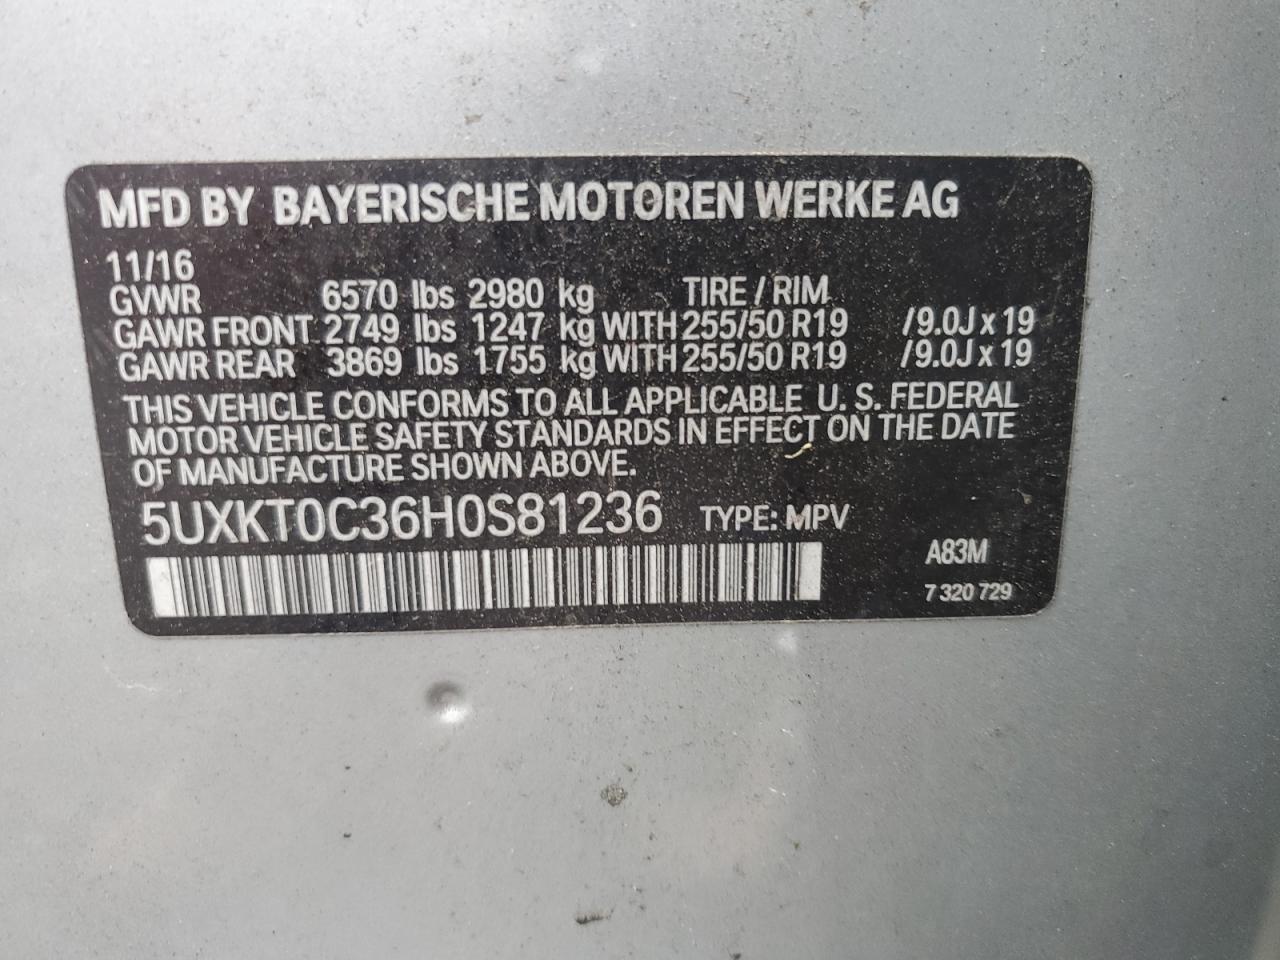 MFD BY BAYERISCHE MOTOREN WERKE AG
11/16
GVWR 6570 lbs 2980 kg TIRE / RIM
GAWR FRONT 2749 lbs 1247 kg WITH 255/50 R19 /9.0J x 19
GAWR REAR 3869 lbs 1755 kg WITH 255/50 R19 /9.0J x 19
THIS VEHICLE CONFORMS TO ALL APPLICABLE U. S. FEDERAL
MOTOR VEHICLE SAFETY STANDARDS IN EFFECT ON THE DATE
OF MANUFACTURE SHOWN ABOVE.
5UXKT0C36H0S81236 TYPE: MPV
A83M
7 320 729